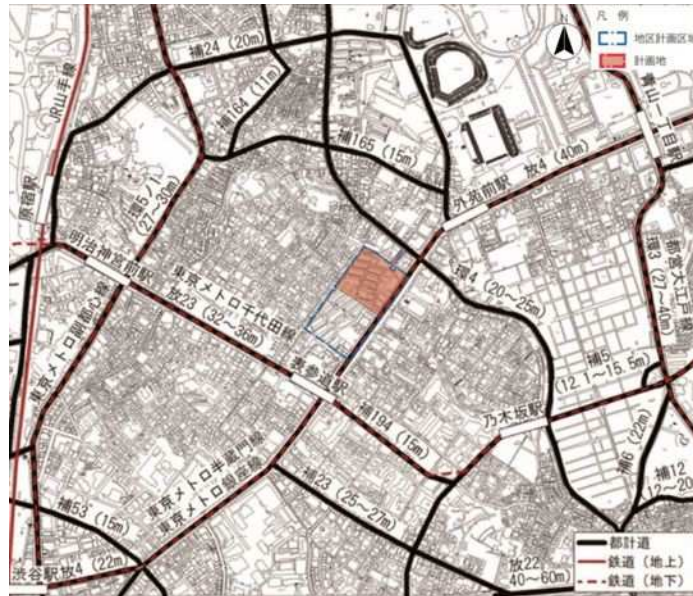 凡 例
N
地区計画区域
計画地
補24（20m）
JR山手線
補164（11m）
青山一丁目駅
補165（15m）
放4（40m）
外苑前駅
原宿駅
環5ノ1
（27～30m）
都営大江戸線
環3（27～40m）
明治神宮前駅
東京メトロ千代田線
放23（32～36m）
環4（20～25m）
表参道駅
補5
（12.1～15.5m）
東京メトロ副都心線
乃木坂駅
補194（15m）
補6（22m）
東京メトロ半蔵門線
東京メトロ銀座線
補12
（12～20
補23（25～27m）
補53（15m）
放22
40～60m）
渋谷駅
放4（22m）
都計道
鉄道（地上）
鉄道（地下）